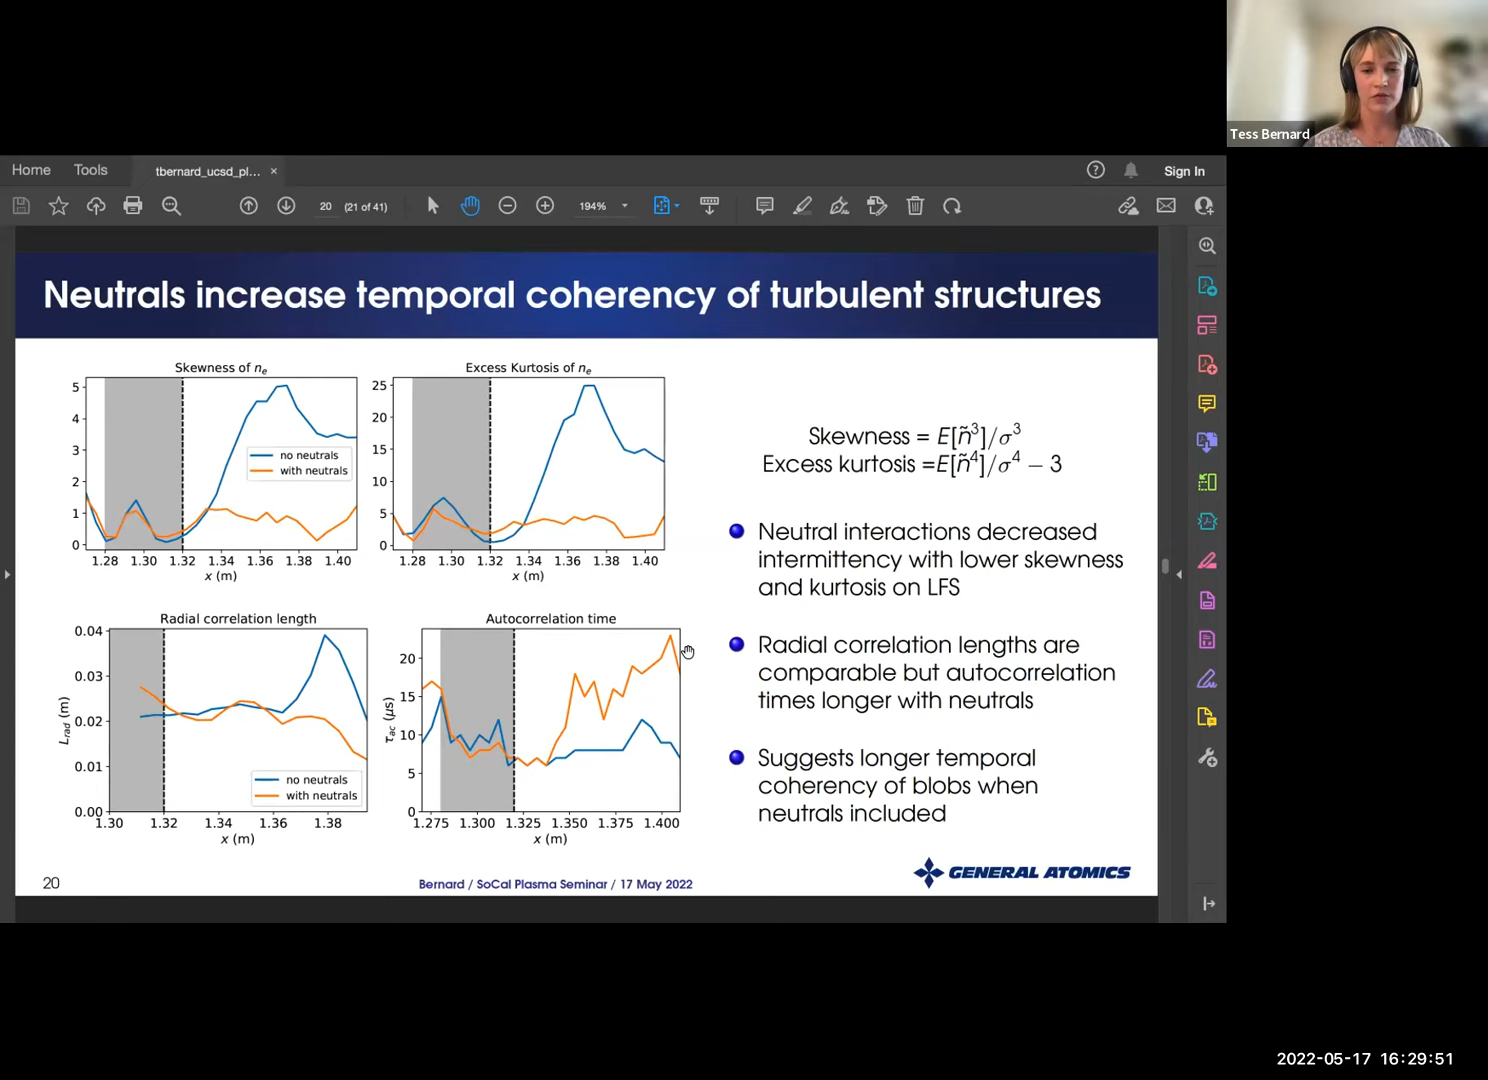 Tess Bernard
Home Tools tbernard_ucsd_pl... × Sign In
20 (21 of 41) 194%
Neutrals increase temporal coherency of turbulent structures
Skewness of nₑ
5
4
3
2
1
0
no neutrals
with neutrals
1.28 1.30 1.32 1.34 1.36 1.38 1.40
x (m)
Excess Kurtosis of nₑ
25
20
15
10
5
0
1.28 1.30 1.32 1.34 1.36 1.38 1.40
x (m)
Radial correlation length
0.04
0.03
0.02
0.01
0.00
L_rad (m)
no neutrals
with neutrals
1.30 1.32 1.34 1.36 1.38
x (m)
Autocorrelation time
20
15
10
5
0
τ_ac (μs)
1.275 1.300 1.325 1.350 1.375 1.400
x (m)
Skewness = E[ñ³]/σ³
Excess kurtosis =E[ñ⁴]/σ⁴ − 3
Neutral interactions decreased
intermittency with lower skewness
and kurtosis on LFS
Radial correlation lengths are
comparable but autocorrelation
times longer with neutrals
Suggests longer temporal
coherency of blobs when
neutrals included
20
Bernard / SoCal Plasma Seminar / 17 May 2022
GENERAL ATOMICS
2022-05-17 16:29:51